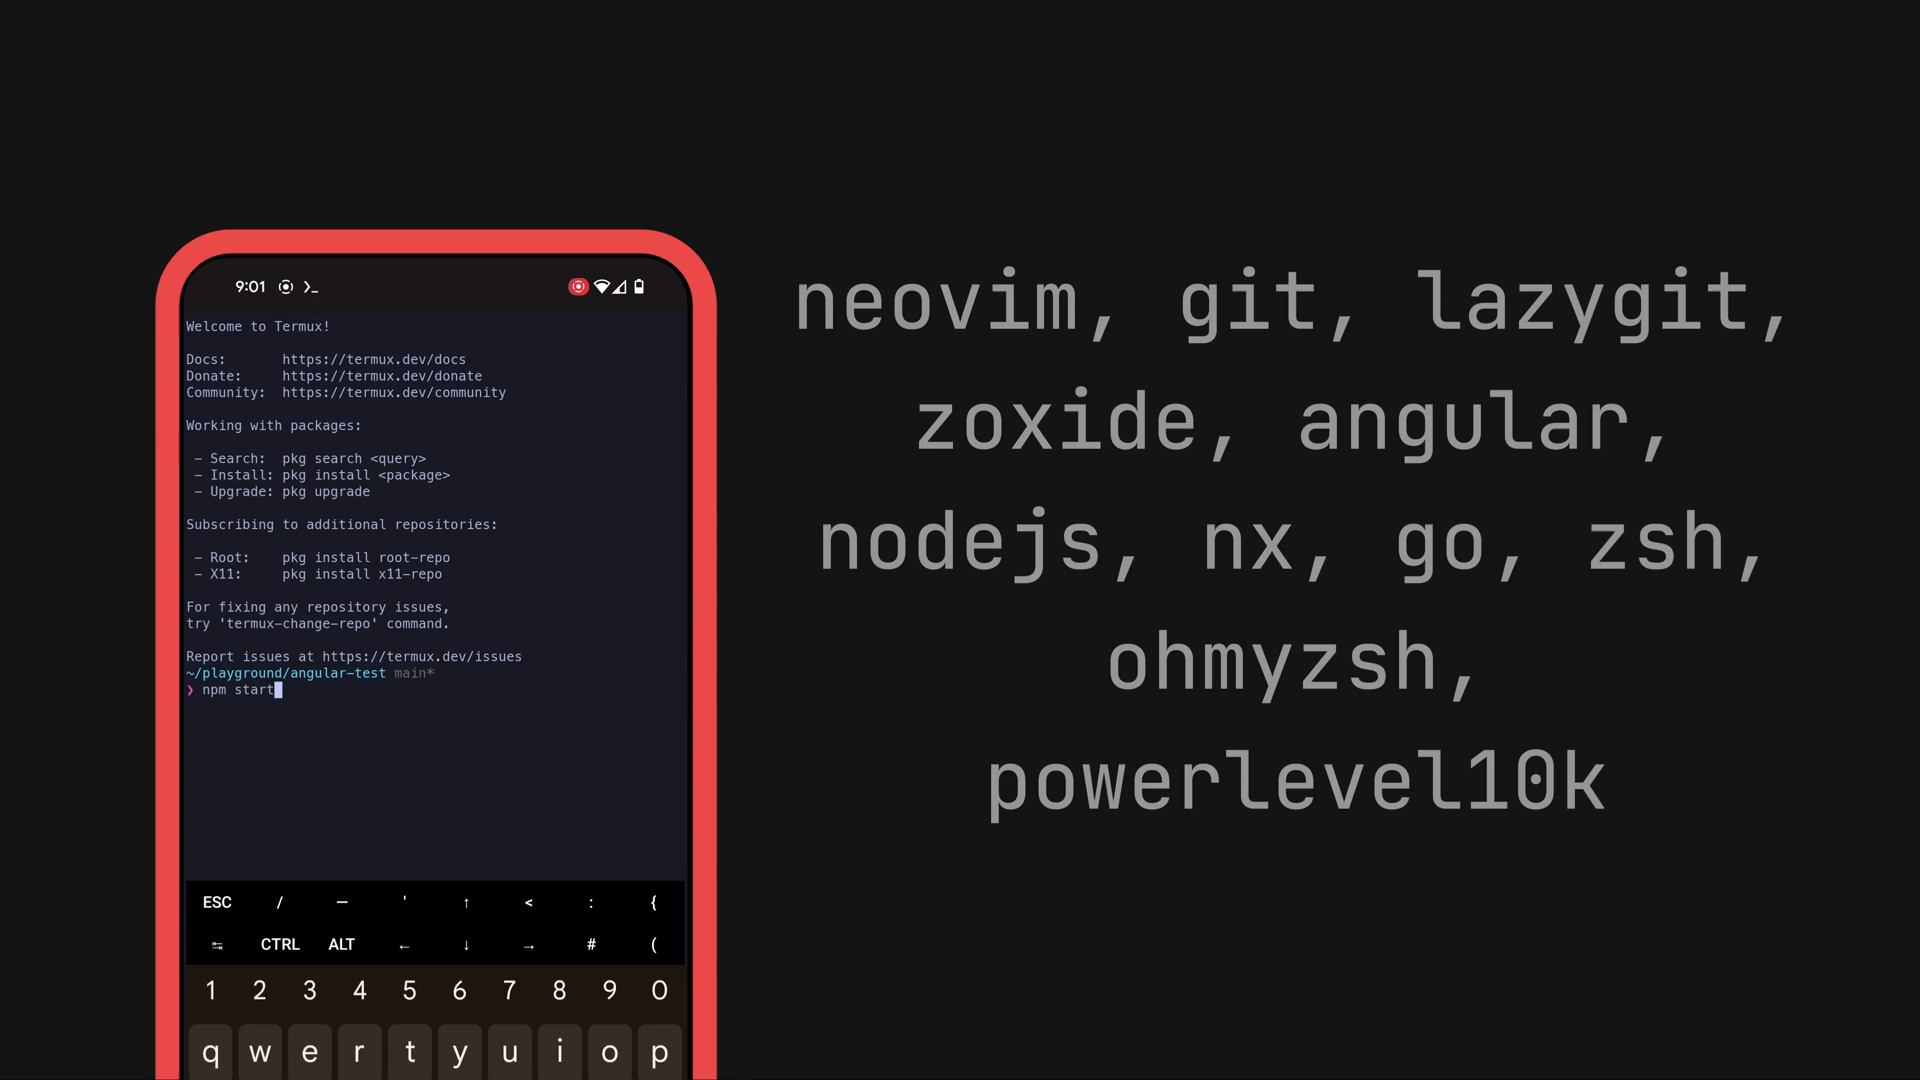 9:01
Welcome to Termux!
Docs: https://termux.dev/docs
Donate: https://termux.dev/donate
Community: https://termux.dev/community
Working with packages:
- Search: pkg search <query>
- Install: pkg install <package>
- Upgrade: pkg upgrade
Subscribing to additional repositories:
- Root: pkg install root-repo
- X11: pkg install x11-repo
For fixing any repository issues,
try 'termux-change-repo' command.
Report issues at https://termux.dev/issues
~/playground/angular-test main*
❯ npm start
ESC / — ' ↑ < : {
↹ CTRL ALT ← ↓ → # (
1 2 3 4 5 6 7 8 9 0
q w e r t y u i o p
neovim, git, lazygit,
zoxide, angular,
nodejs, nx, go, zsh,
ohmyzsh,
powerlevel10k